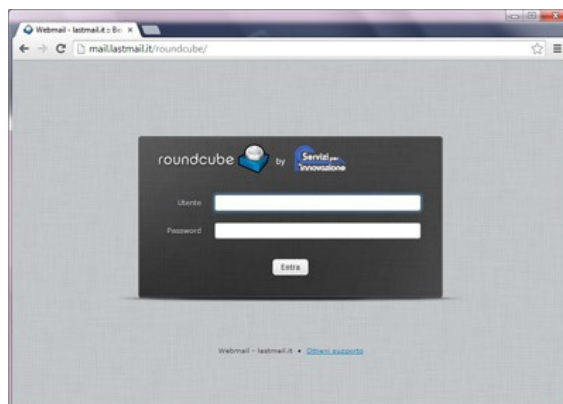 Webmail - lastmail.it :: Be
mail.lastmail.it/roundcube/
roundcube by Servizi per
l'innovazione
Utente
Password
Entra
Webmail - lastmail.it • Ottieni supporto